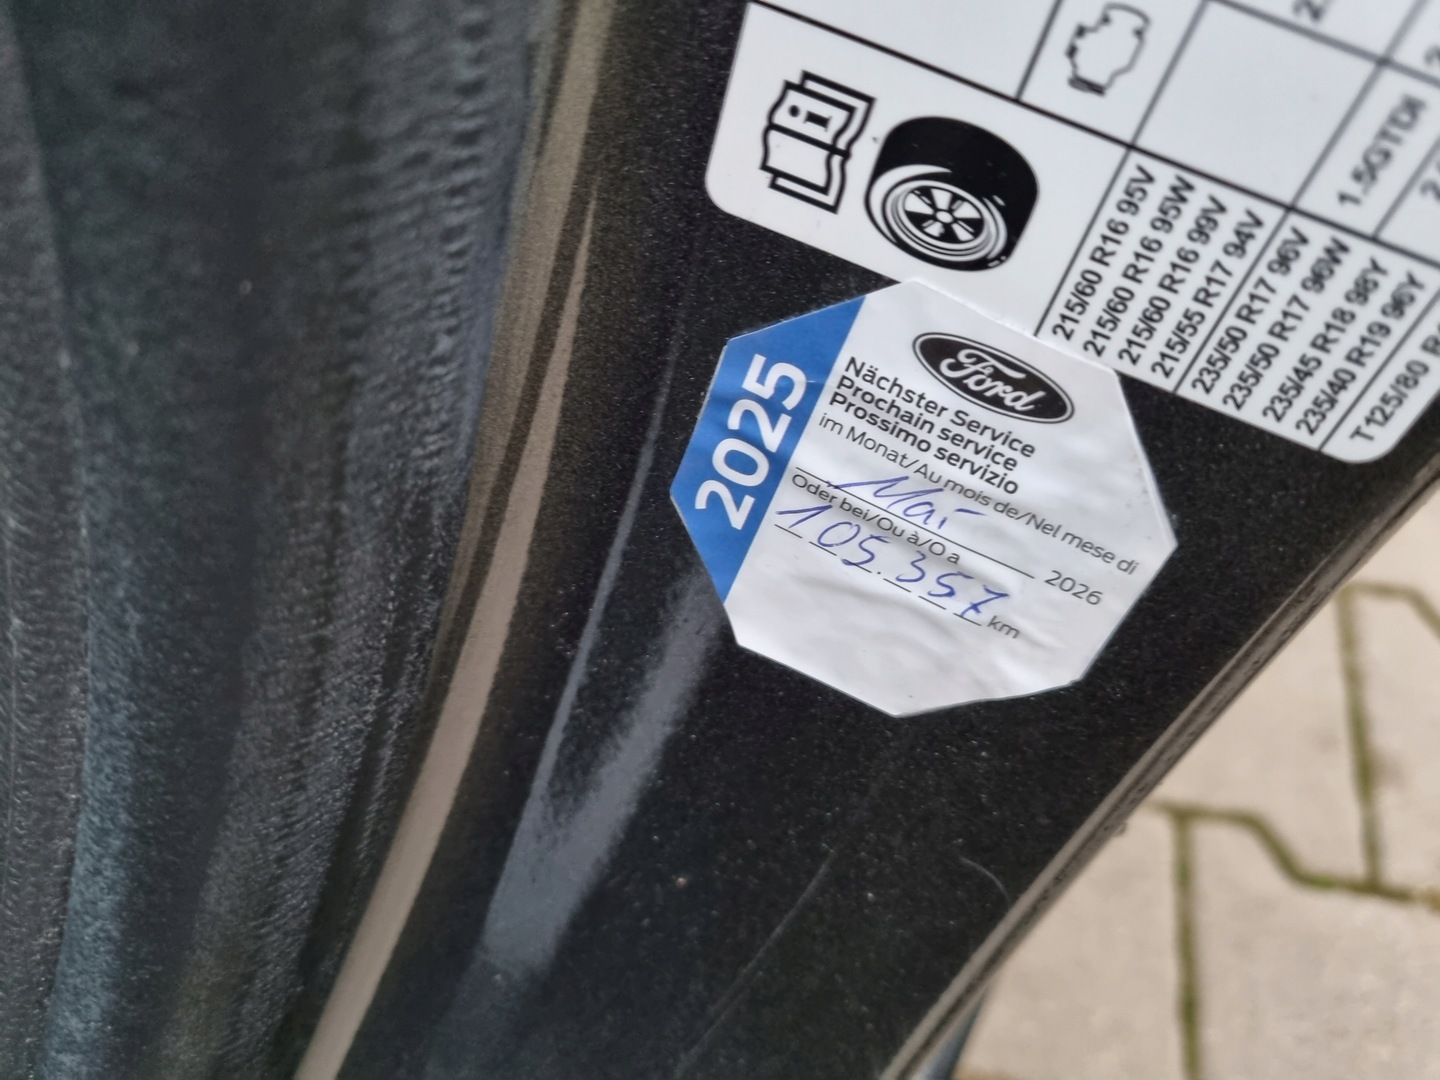 215/60 R16 95V
215/60 R16 95W
215/60 R16 99V
215/55 R17 94V
235/50 R17 96V
235/50 R17 96W
235/45 R18 98Y
235/40 R19 96Y
T125/80
1.5GTDI
2025
Ford
Nächster Service
Prochain service
Prossimo servizio
im Monat/Au mois de/Nel mese di
Mai 2026
Oder bei/Ou à/O a
105.357 km